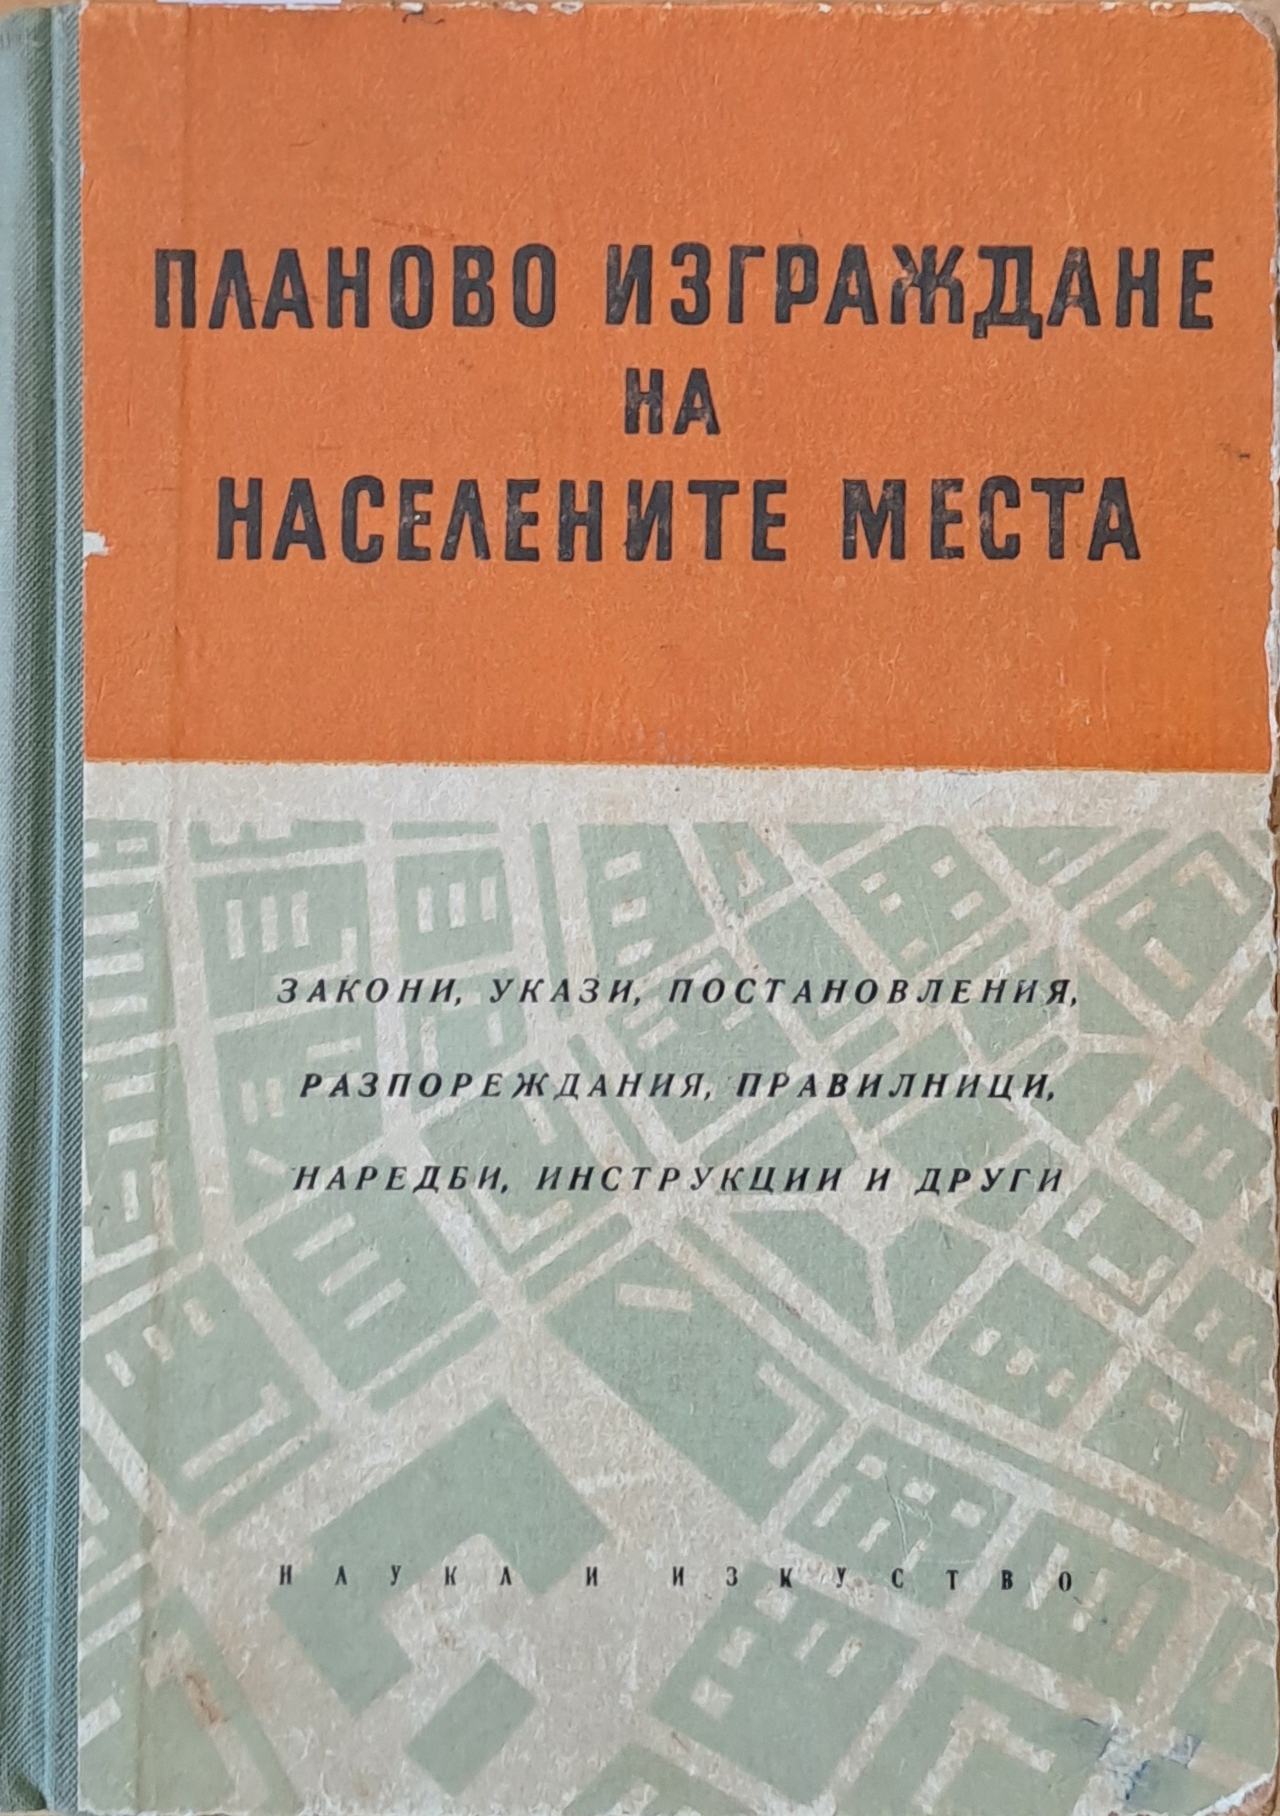 ПЛАНОВО ИЗГРАЖДАНЕ
НА
НАСЕЛЕНИТЕ МЕСТА
ЗАКОНИ, УКАЗИ, ПОСТАНОВЛЕНИЯ,
РАЗПОРЕЖДАНИЯ, ПРАВИЛНИЦИ,
НАРЕДБИ, ИНСТРУКЦИИ И ДРУГИ
НАУКА И ИЗКУСТВО